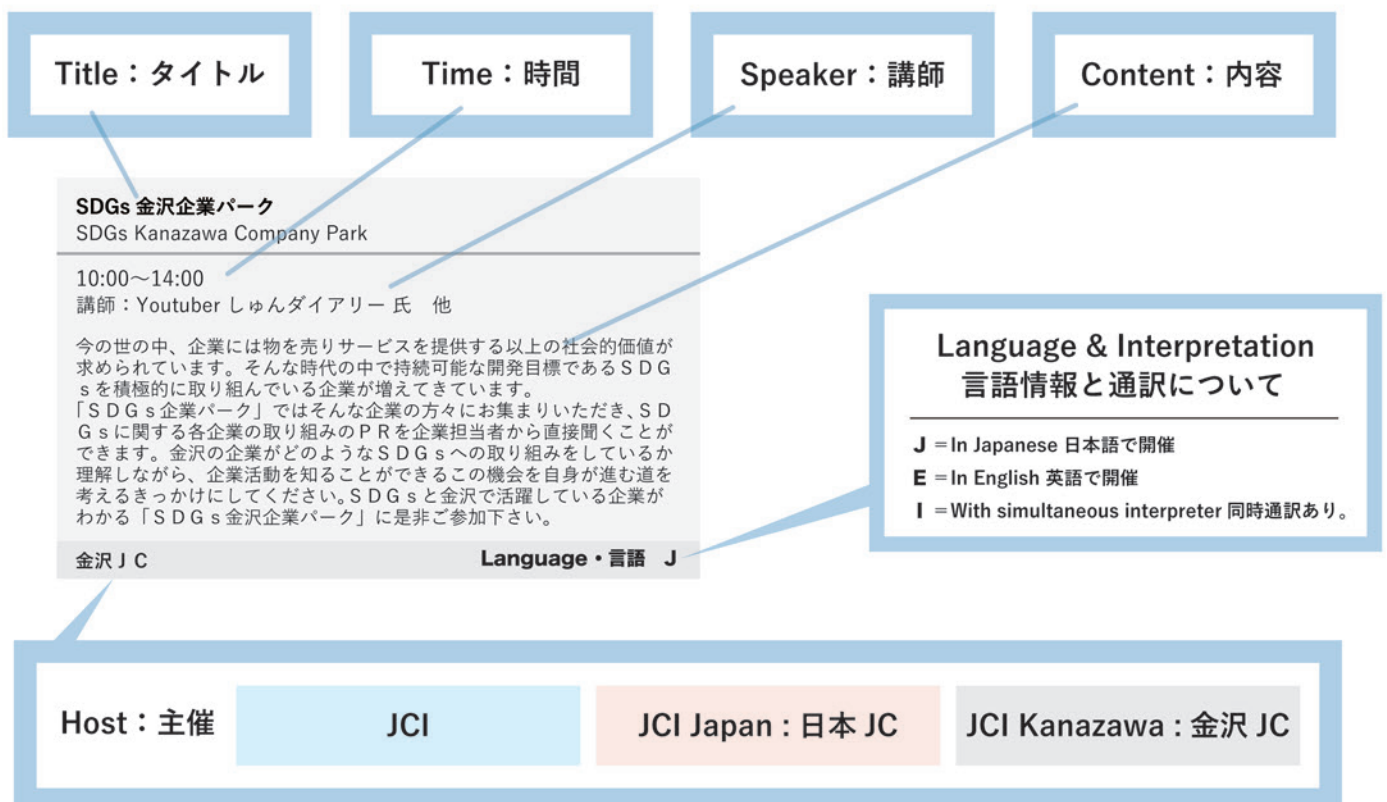 Title：タイトル
Time：時間
Speaker：講師
Content：内容
SDGs 金沢企業パーク
SDGs Kanazawa Company Park
10:00〜14:00
講師：Youtuber しゅんダイアリー 氏　他
今の世の中、企業には物を売りサービスを提供する以上の社会的価値が
求められています。そんな時代の中で持続可能な開発目標であるＳＤＧ
ｓを積極的に取り組んでいる企業が増えてきています。
「ＳＤＧｓ企業パーク」ではそんな企業の方々にお集まりいただき、ＳＤ
Ｇｓに関する各企業の取り組みのＰＲを企業担当者から直接聞くことが
できます。金沢の企業がどのようなＳＤＧｓへの取り組みをしているか
理解しながら、企業活動を知ることができるこの機会を自身が進む道を
考えるきっかけにしてください。ＳＤＧｓと金沢で活躍している企業が
わかる「ＳＤＧｓ金沢企業パーク」に是非ご参加下さい。
金沢ＪＣ
Language・言語　J
Language & Interpretation
言語情報と通訳について
J =In Japanese 日本語で開催
E =In English 英語で開催
I =With simultaneous interpreter 同時通訳あり。
Host：主催
JCI
JCI Japan : 日本 JC
JCI Kanazawa : 金沢 JC